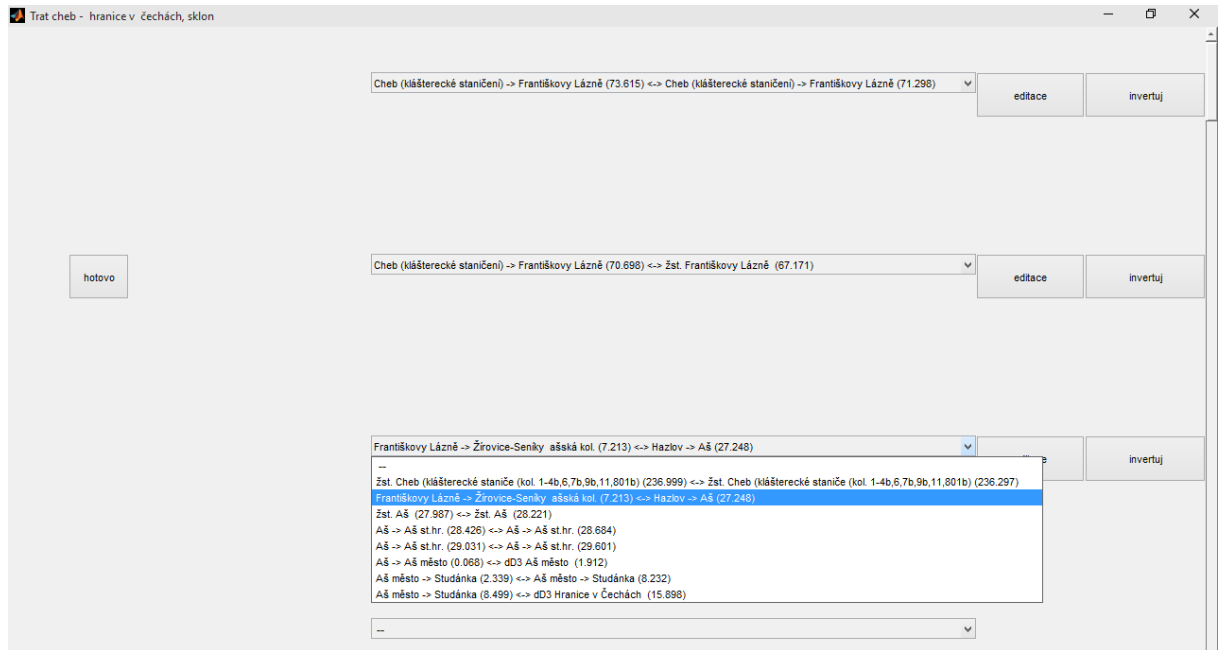 Trat cheb - hranice v čechách, sklon
Cheb (klášterecké staničení) -> Františkovy Lázně (73.615) <-> Cheb (klášterecké staničení) -> Františkovy Lázně (71.298)
editace
invertuj
hotovo
Cheb (klášterecké staničení) -> Františkovy Lázně (70.698) <-> žst. Františkovy Lázně (67.171)
editace
invertuj
Františkovy Lázně -> Žírovice-Seníky ašská kol. (7.213) <-> Hazlov -> Aš (27.248)
invertuj
--
žst. Cheb (klášterecké staniče (kol. 1-4b,6,7b,9b,11,801b) (236.999) <-> žst. Cheb (klášterecké staniče (kol. 1-4b,6,7b,9b,11,801b) (236.297)
Františkovy Lázně -> Žírovice-Seníky ašská kol. (7.213) <-> Hazlov -> Aš (27.248)
žst. Aš (27.987) <-> žst. Aš (28.221)
Aš -> Aš st.hr. (28.426) <-> Aš -> Aš st.hr. (28.684)
Aš -> Aš st.hr. (29.031) <-> Aš -> Aš st.hr. (29.601)
Aš -> Aš město (0.068) <-> dD3 Aš město (1.912)
Aš město -> Studánka (2.339) <-> Aš město -> Studánka (8.232)
Aš město -> Studánka (8.499) <-> dD3 Hranice v Čechách (15.898)
--